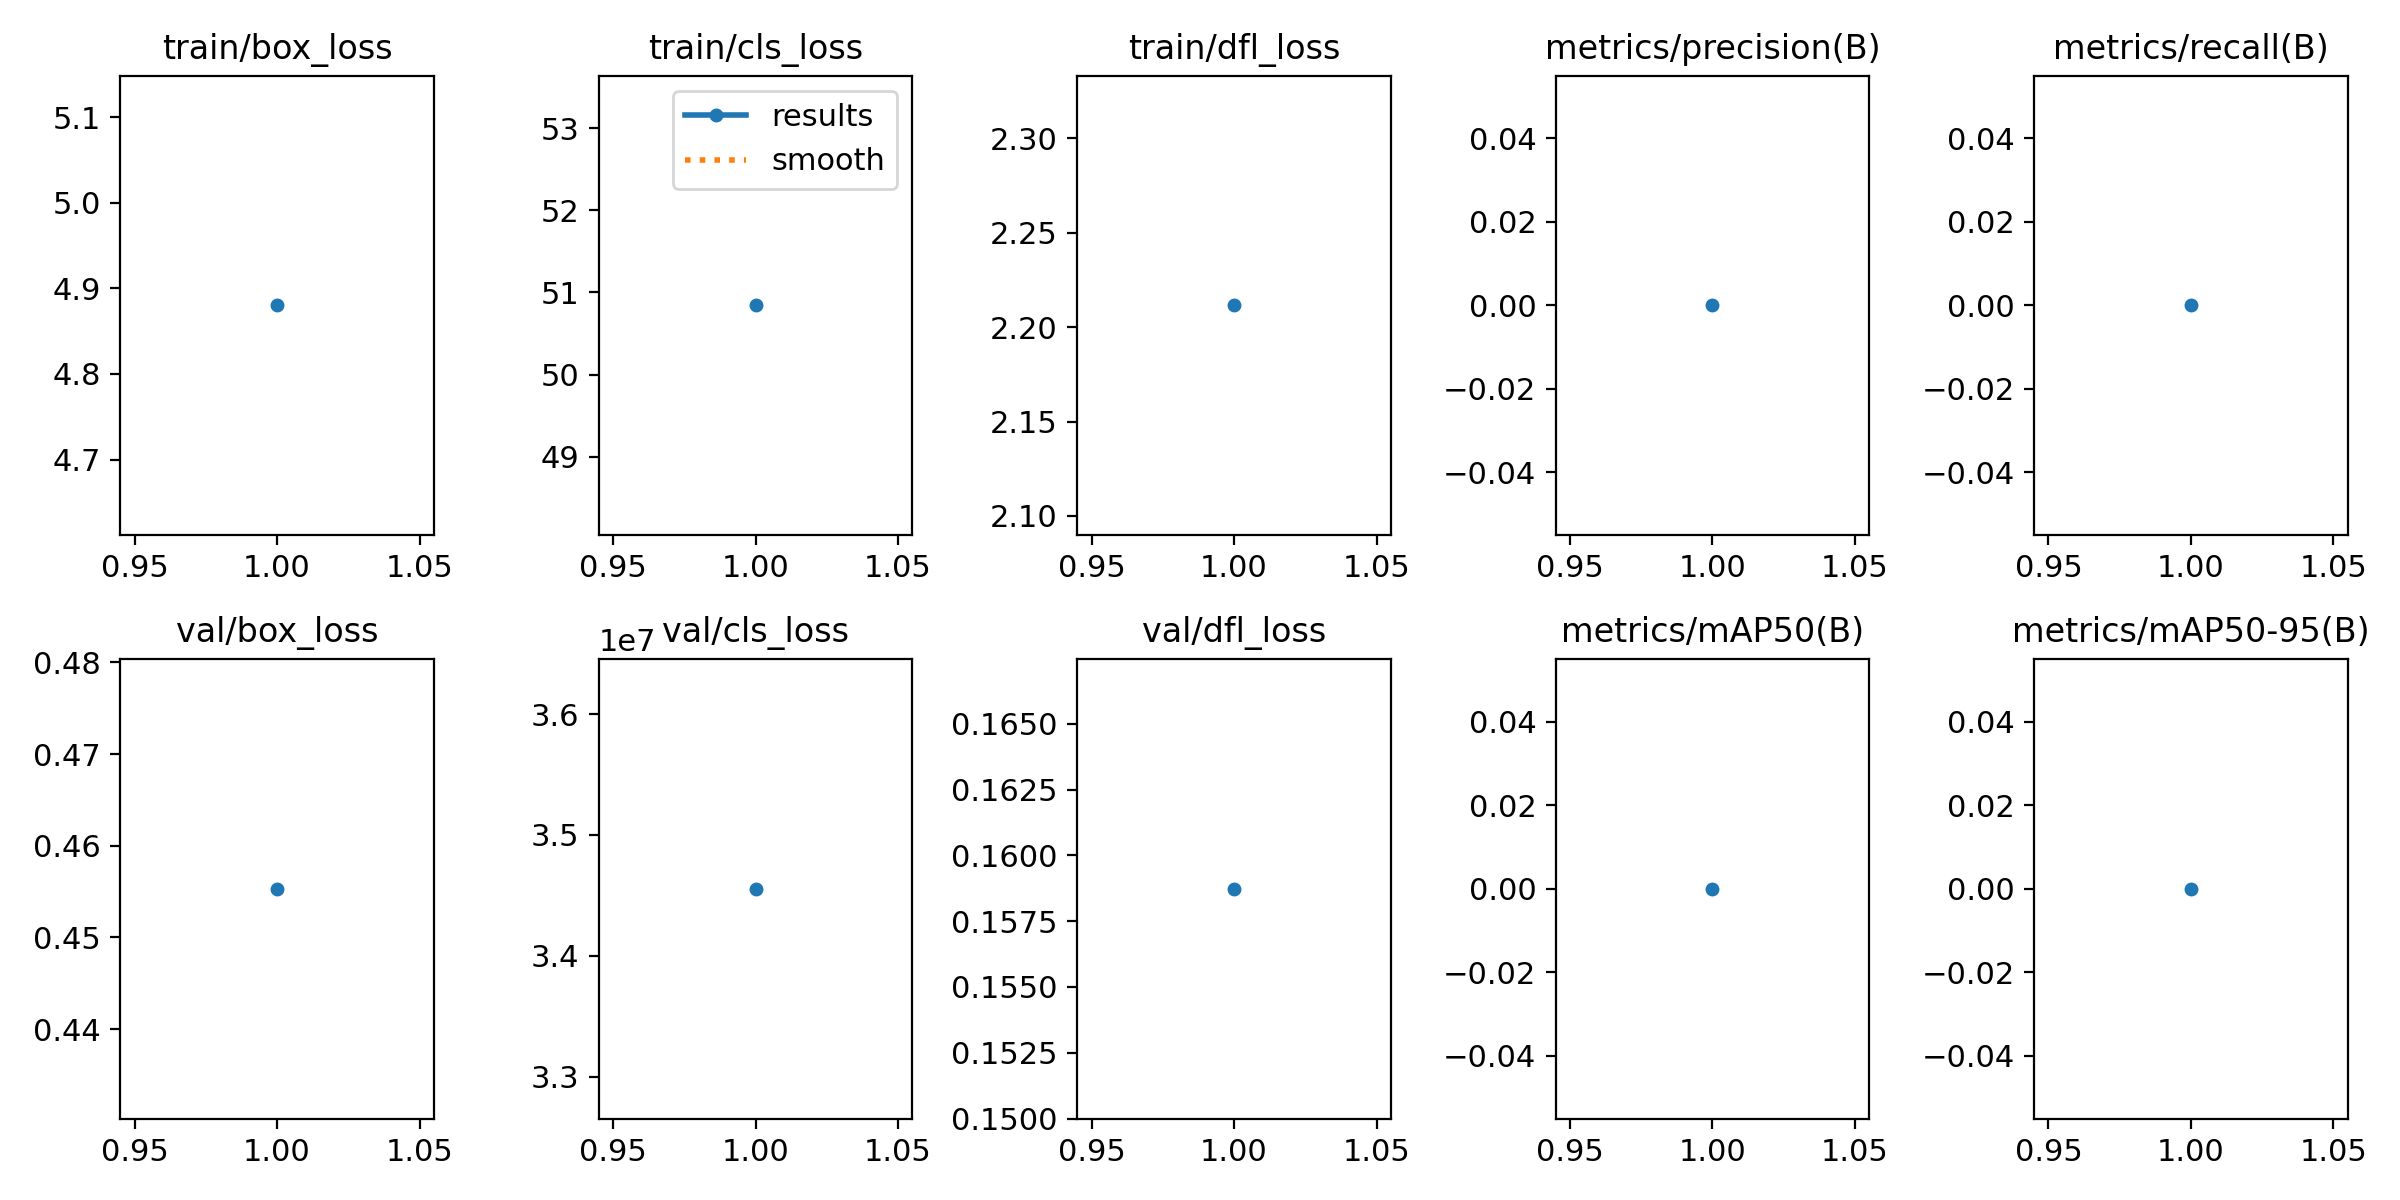 train/box_loss
5.1
5.0
4.9
4.8
4.7
0.95 1.00 1.05
train/cls_loss
results
smooth
53
52
51
50
49
0.95 1.00 1.05
train/dfl_loss
2.30
2.25
2.20
2.15
2.10
0.95 1.00 1.05
metrics/precision(B)
0.04
0.02
0.00
−0.02
−0.04
0.95 1.00 1.05
metrics/recall(B)
0.04
0.02
0.00
−0.02
−0.04
0.95 1.00 1.05
val/box_loss
0.48
0.47
0.46
0.45
0.44
0.95 1.00 1.05
1e7 val/cls_loss
3.6
3.5
3.4
3.3
0.95 1.00 1.05
val/dfl_loss
0.1650
0.1625
0.1600
0.1575
0.1550
0.1525
0.1500
0.95 1.00 1.05
metrics/mAP50(B)
0.04
0.02
0.00
−0.02
−0.04
0.95 1.00 1.05
metrics/mAP50-95(B)
0.04
0.02
0.00
−0.02
−0.04
0.95 1.00 1.05